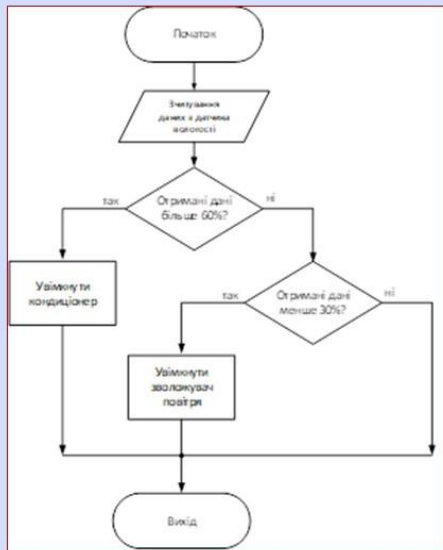 Початок
Зчитування
даних з датчика
вологості
Отримані дані
більше 60%?
так
ні
Увімкнути
кондиціонер
Отримані дані
менше 30%?
так
ні
Увімкнути
зволожувач
повітря
Вихід